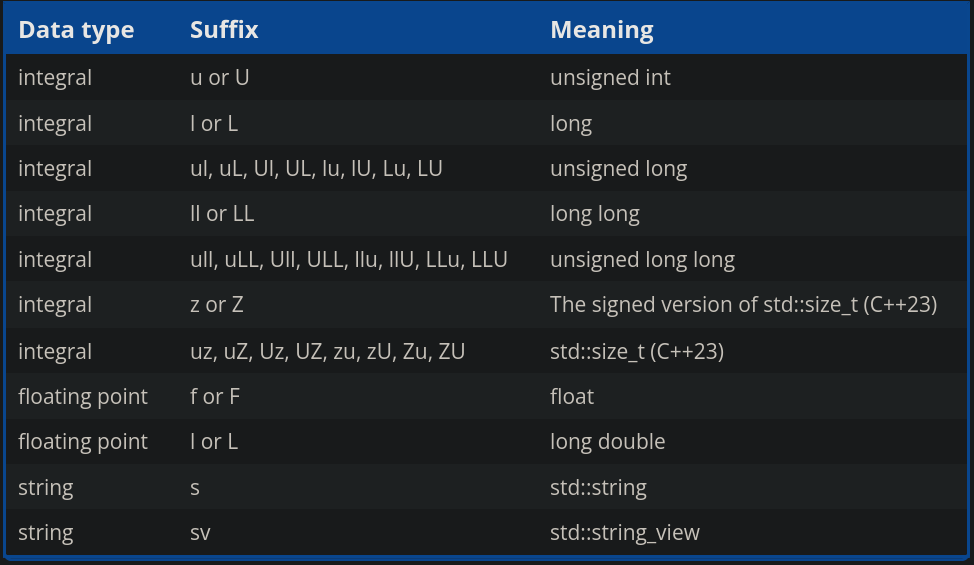 Data type Suffix Meaning
integral u or U unsigned int
integral l or L long
integral ul, uL, Ul, UL, lu, lU, Lu, LU unsigned long
integral ll or LL long long
integral ull, uLL, Ull, ULL, llu, llU, LLu, LLU unsigned long long
integral z or Z The signed version of std::size_t (C++23)
integral uz, uZ, Uz, UZ, zu, zU, Zu, ZU std::size_t (C++23)
floating point f or F float
floating point l or L long double
string s std::string
string sv std::string_view